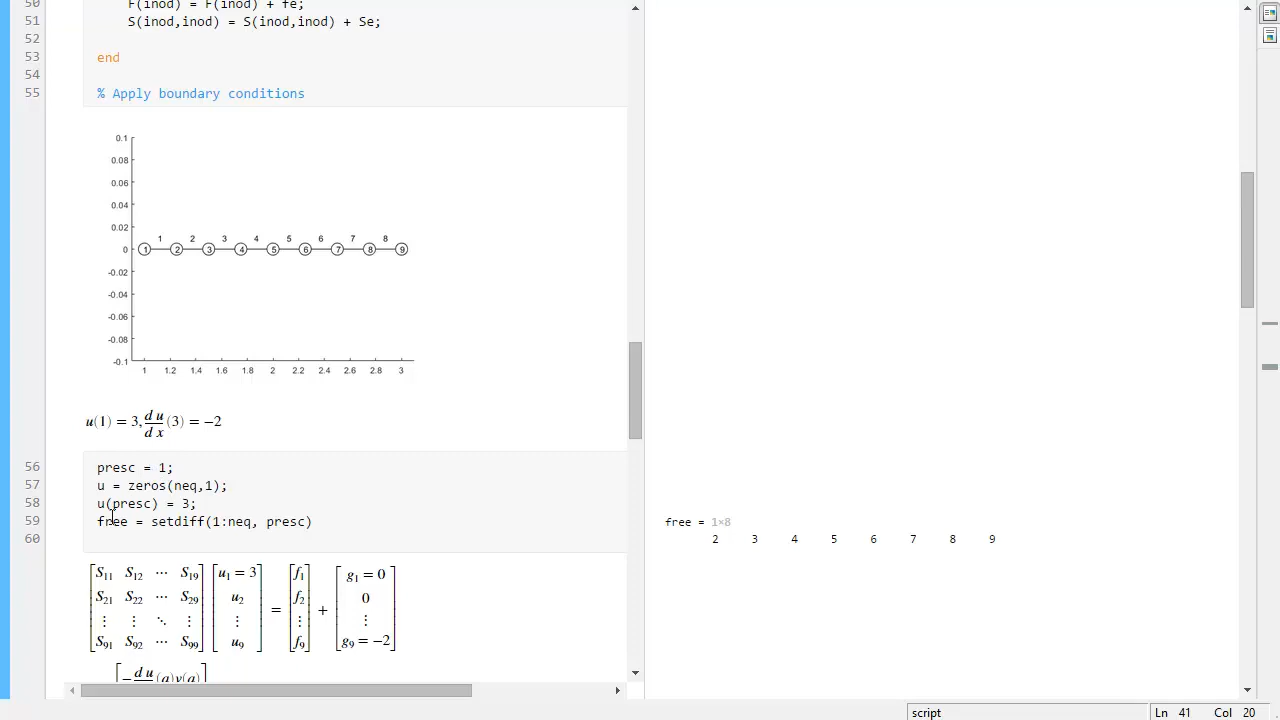 50 F(inod) = F(inod) + fe;
51 S(inod,inod) = S(inod,inod) + Se;
52
53 end
54
55 % Apply boundary conditions
0.1
0.08
0.06
0.04
0.02
0
-0.02
-0.04
-0.06
-0.08
-0.1
1 2 3 4 5 6 7 8
1 2 3 4 5 6 7 8 9
1 1.2 1.4 1.6 1.8 2 2.2 2.4 2.6 2.8 3
u(1) = 3, du/dx (3) = −2
56 presc = 1;
57 u = zeros(neq,1);
58 u(presc) = 3;
59 free = setdiff(1:neq, presc)
60
free = 1×8
2 3 4 5 6 7 8 9
S11 S12 ⋯ S19 u1 = 3 f1 g1 = 0
S21 S22 ⋯ S29 u2 = ⋮ + 0
⋮ ⋮ ⋱ ⋮ ⋮ ⋮ ⋮
S91 S92 ⋯ S99 u9 f9 g9 = −2
− du/dx (a)v(a)
script Ln 41 Col 20